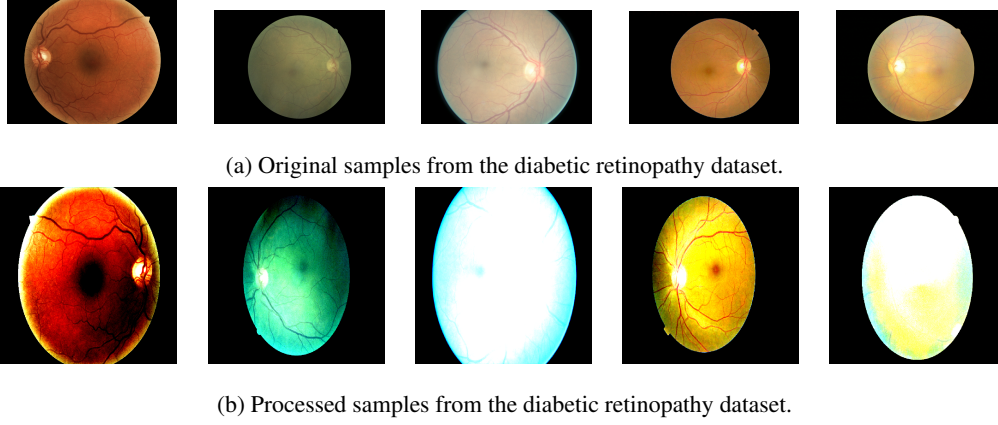 (a) Original samples from the diabetic retinopathy dataset.
(b) Processed samples from the diabetic retinopathy dataset.